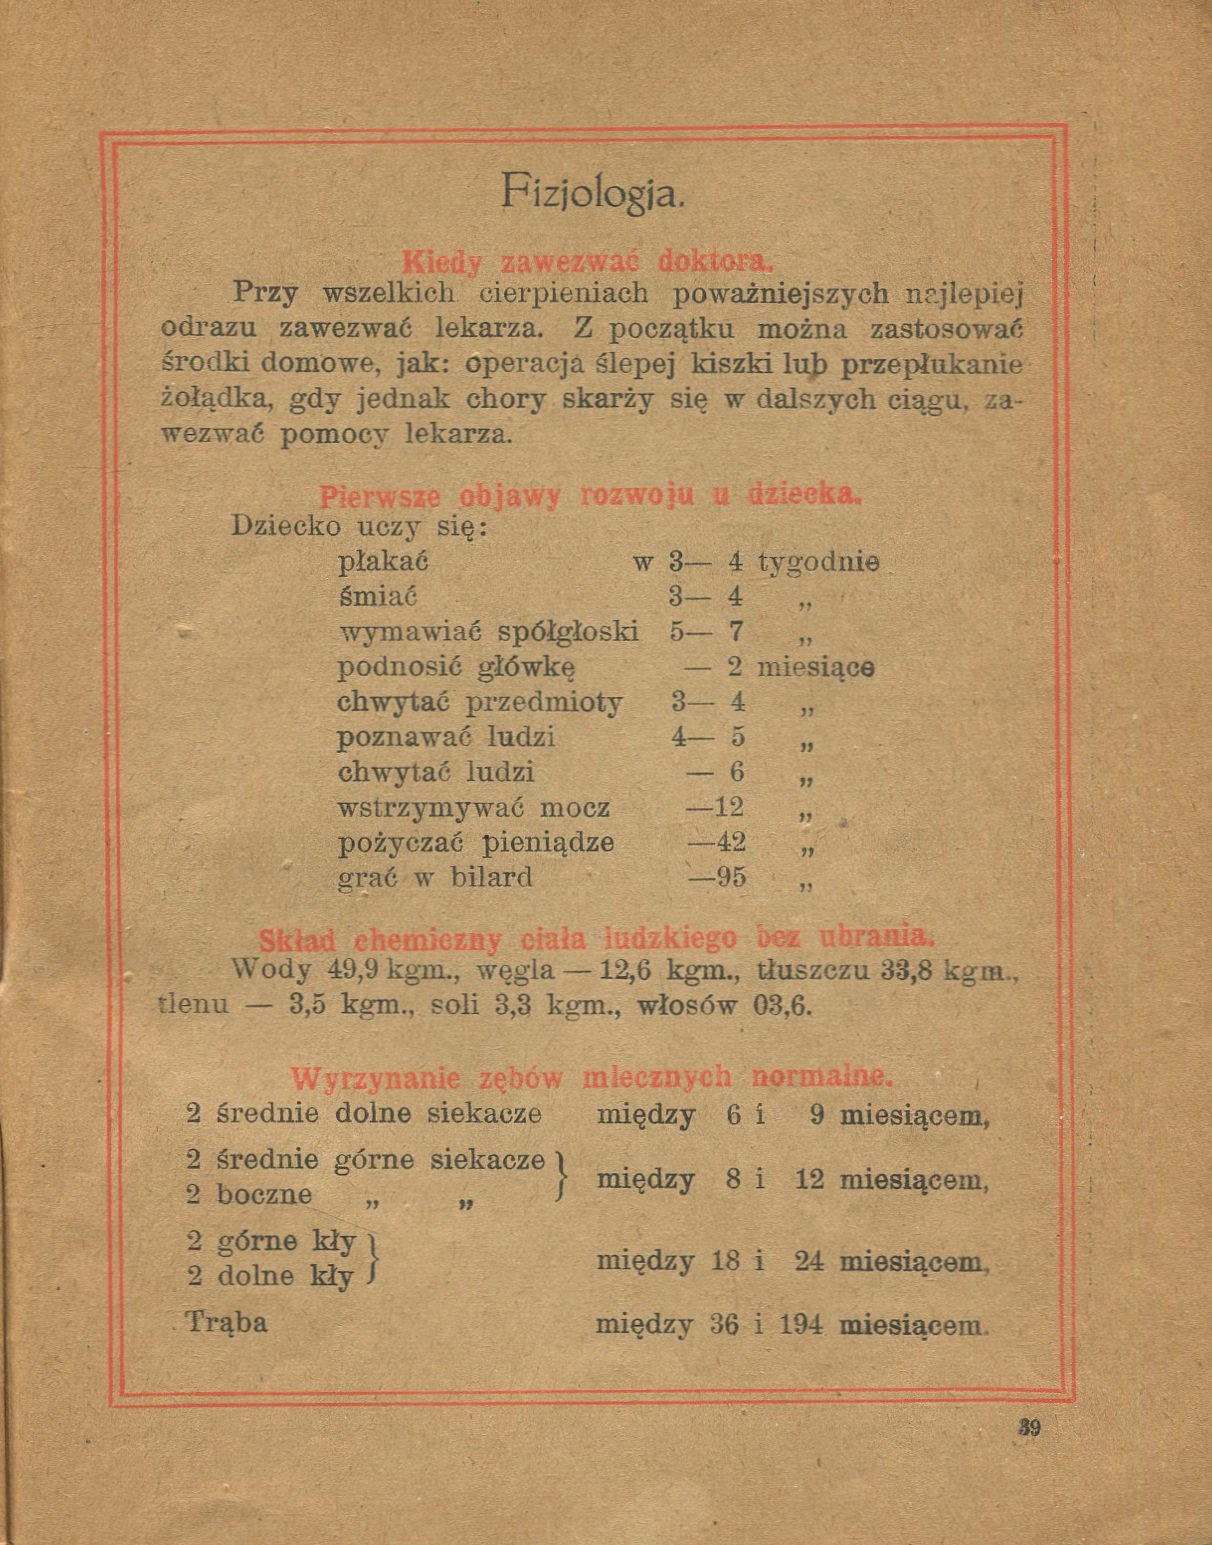 Fizjologja.
Kiedy zawezwać doktora.
Przy wszelkich cierpieniach poważniejszych najlepiej
odrazu zawezwać lekarza. Z początku można zastosować
środki domowe, jak: operacja ślepej kiszki lub przepłukanie
żołądka, gdy jednak chory skarży się w dalszych ciągu, za-
wezwać pomocy lekarza.
Pierwsze objawy rozwoju u dziecka.
Dziecko uczy się:
płakać w 3— 4 tygodnie
śmiać 3— 4 „
wymawiać spółgłoski 5— 7 „
podnosić główkę — 2 miesiące
chwytać przedmioty 3— 4 „
poznawać ludzi 4— 5 „
chwytać ludzi — 6 „
wstrzymywać mocz —12 „
pożyczać pieniądze —42 „
grać w bilard —95 „
Skład chemiczny ciała ludzkiego bez ubrania.
Wody 49,9 kgm., węgla — 12,6 kgm., tłuszczu 33,8 kgm.,
tlenu — 3,5 kgm., soli 3,3 kgm., włosów 03,6.
Wyrzynanie zębów mlecznych normalne.
2 średnie dolne siekacze między 6 i 9 miesiącem,
2 średnie górne siekacze
2 boczne „ „ } między 8 i 12 miesiącem,
2 górne kły
2 dolne kły } między 18 i 24 miesiącem,
Trąba między 36 i 194 miesiącem.
39